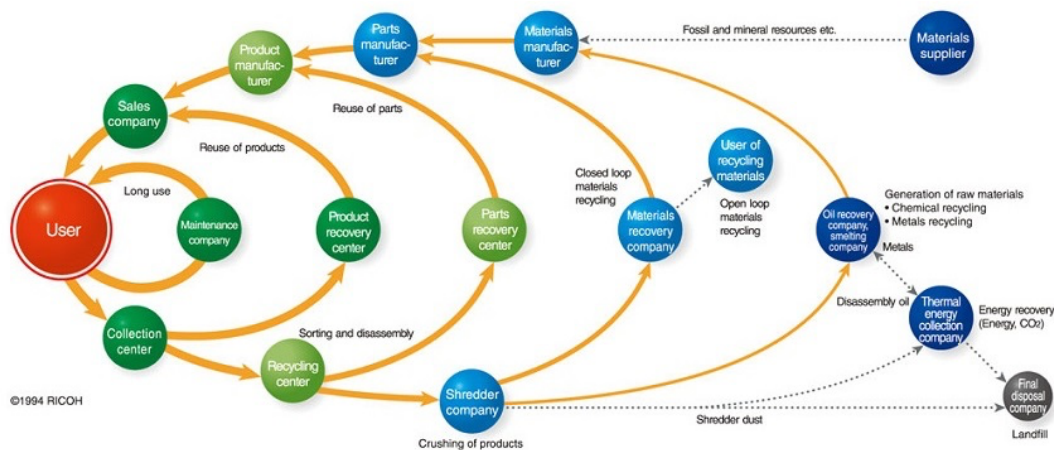 Parts
manufac-
turer
Materials
manufac-
turer
Fossil and mineral resources etc.
Materials
supplier
Product
manufac-
turer
Sales
company
Reuse of parts
Reuse of products
Long use
User
Maintenance
company
Product
recovery
center
Parts
recovery
center
Closed loop
materials
recycling
Materials
recovery
company
User of
recycling
materials
Open loop
materials
recycling
Generation of raw materials
• Chemical recycling
• Metals recycling
Oil recovery
company,
smelting
company
Metals
Disassembly oil
Thermal
energy
collection
company
Energy recovery
(Energy, CO2)
Collection
center
Sorting and disassembly
Recycling
center
Shredder
company
Crushing of products
Shredder dust
Final
disposal
company
Landfill
©1994 RICOH